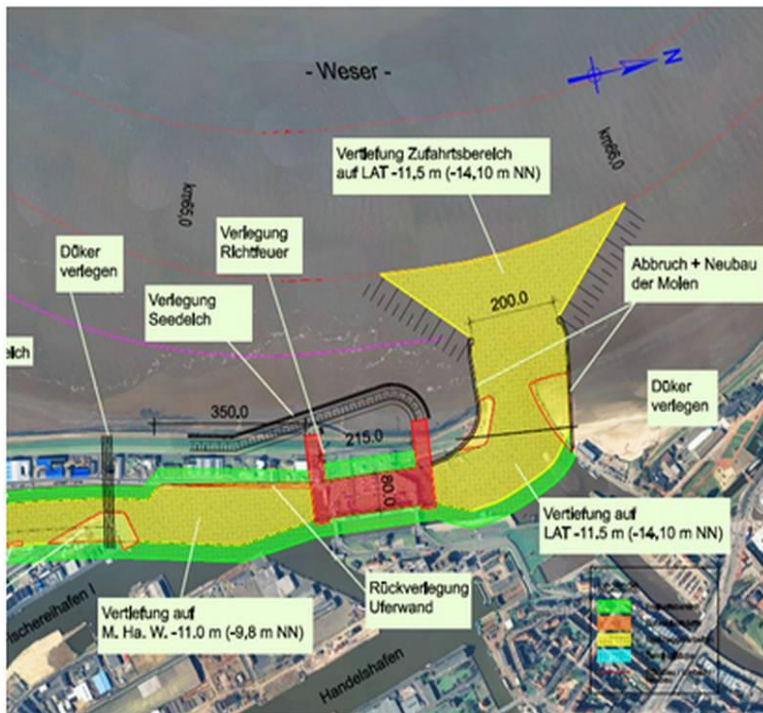 - Weser -
N
km66,0
Vertiefung Zufahrtsbereich
auf LAT -11,5 m (-14,10 m NN)
km65,0
Verlegung
Richtfeuer
Düker
verlegen
Abbruch + Neubau
der Molen
Verlegung
Seedeich
200.0
eich
350.0
215.0
80.0
Düker
verlegen
Vertiefung auf
LAT -11.5 m (-14,10 m NN)
Rückverlegung
Uferwand
ischereihafen I
Vertiefung auf
M. Ha. W. -11.0 m (-9,8 m NN)
Handelshafen